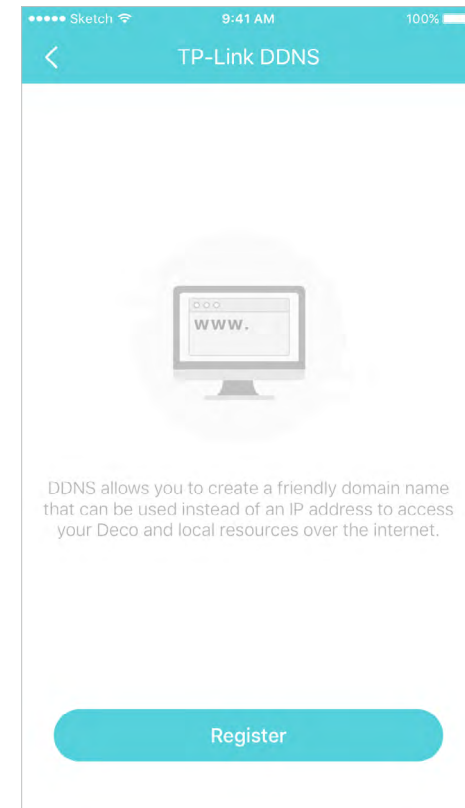 Sketch 9:41 AM 100%
TP-Link DDNS
www.
DDNS allows you to create a friendly domain name
that can be used instead of an IP address to access
your Deco and local resources over the internet.
Register